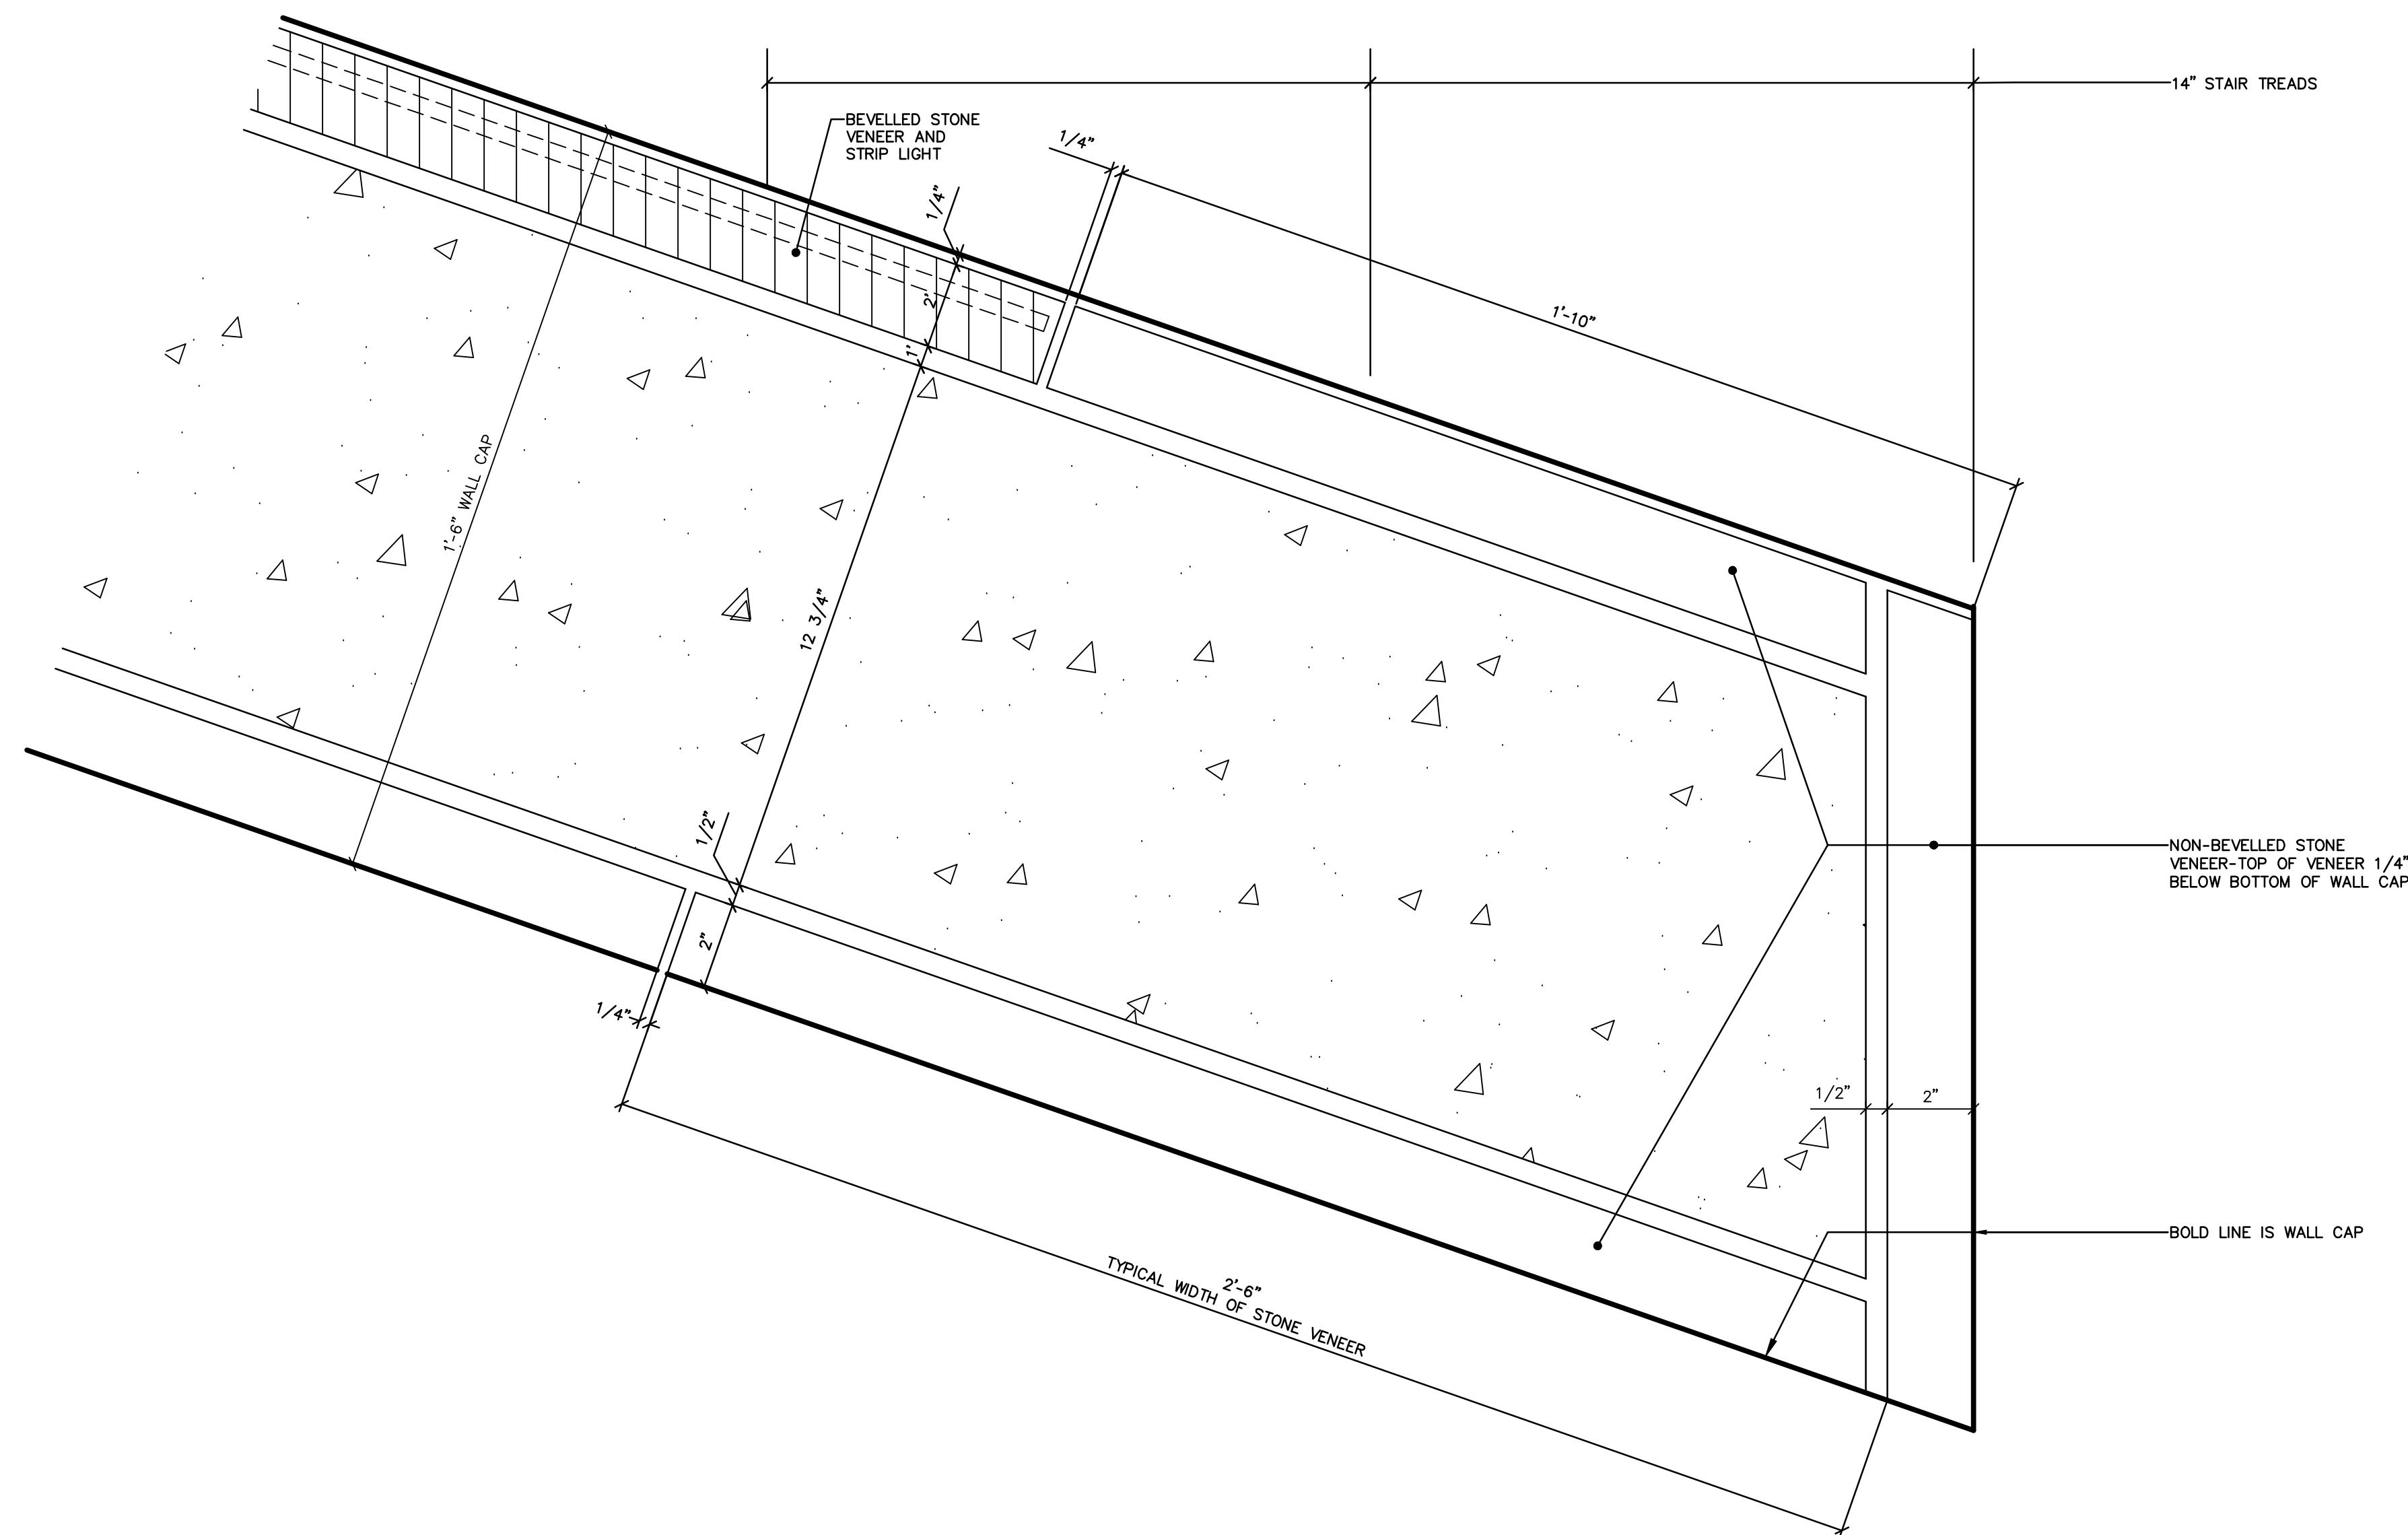 14" STAIR TREADS
BEVELLED STONE
VENEER AND
STRIP LIGHT
1/4"
1/4"
1'-10"
2'
1'
1'-6" WALL CAP
12 3/4"
1/2"
2"
1/4"
NON-BEVELLED STONE
VENEER-TOP OF VENEER 1/4"
BELOW BOTTOM OF WALL CAP
1/2"
2"
BOLD LINE IS WALL CAP
2'-6"
TYPICAL WIDTH OF STONE VENEER